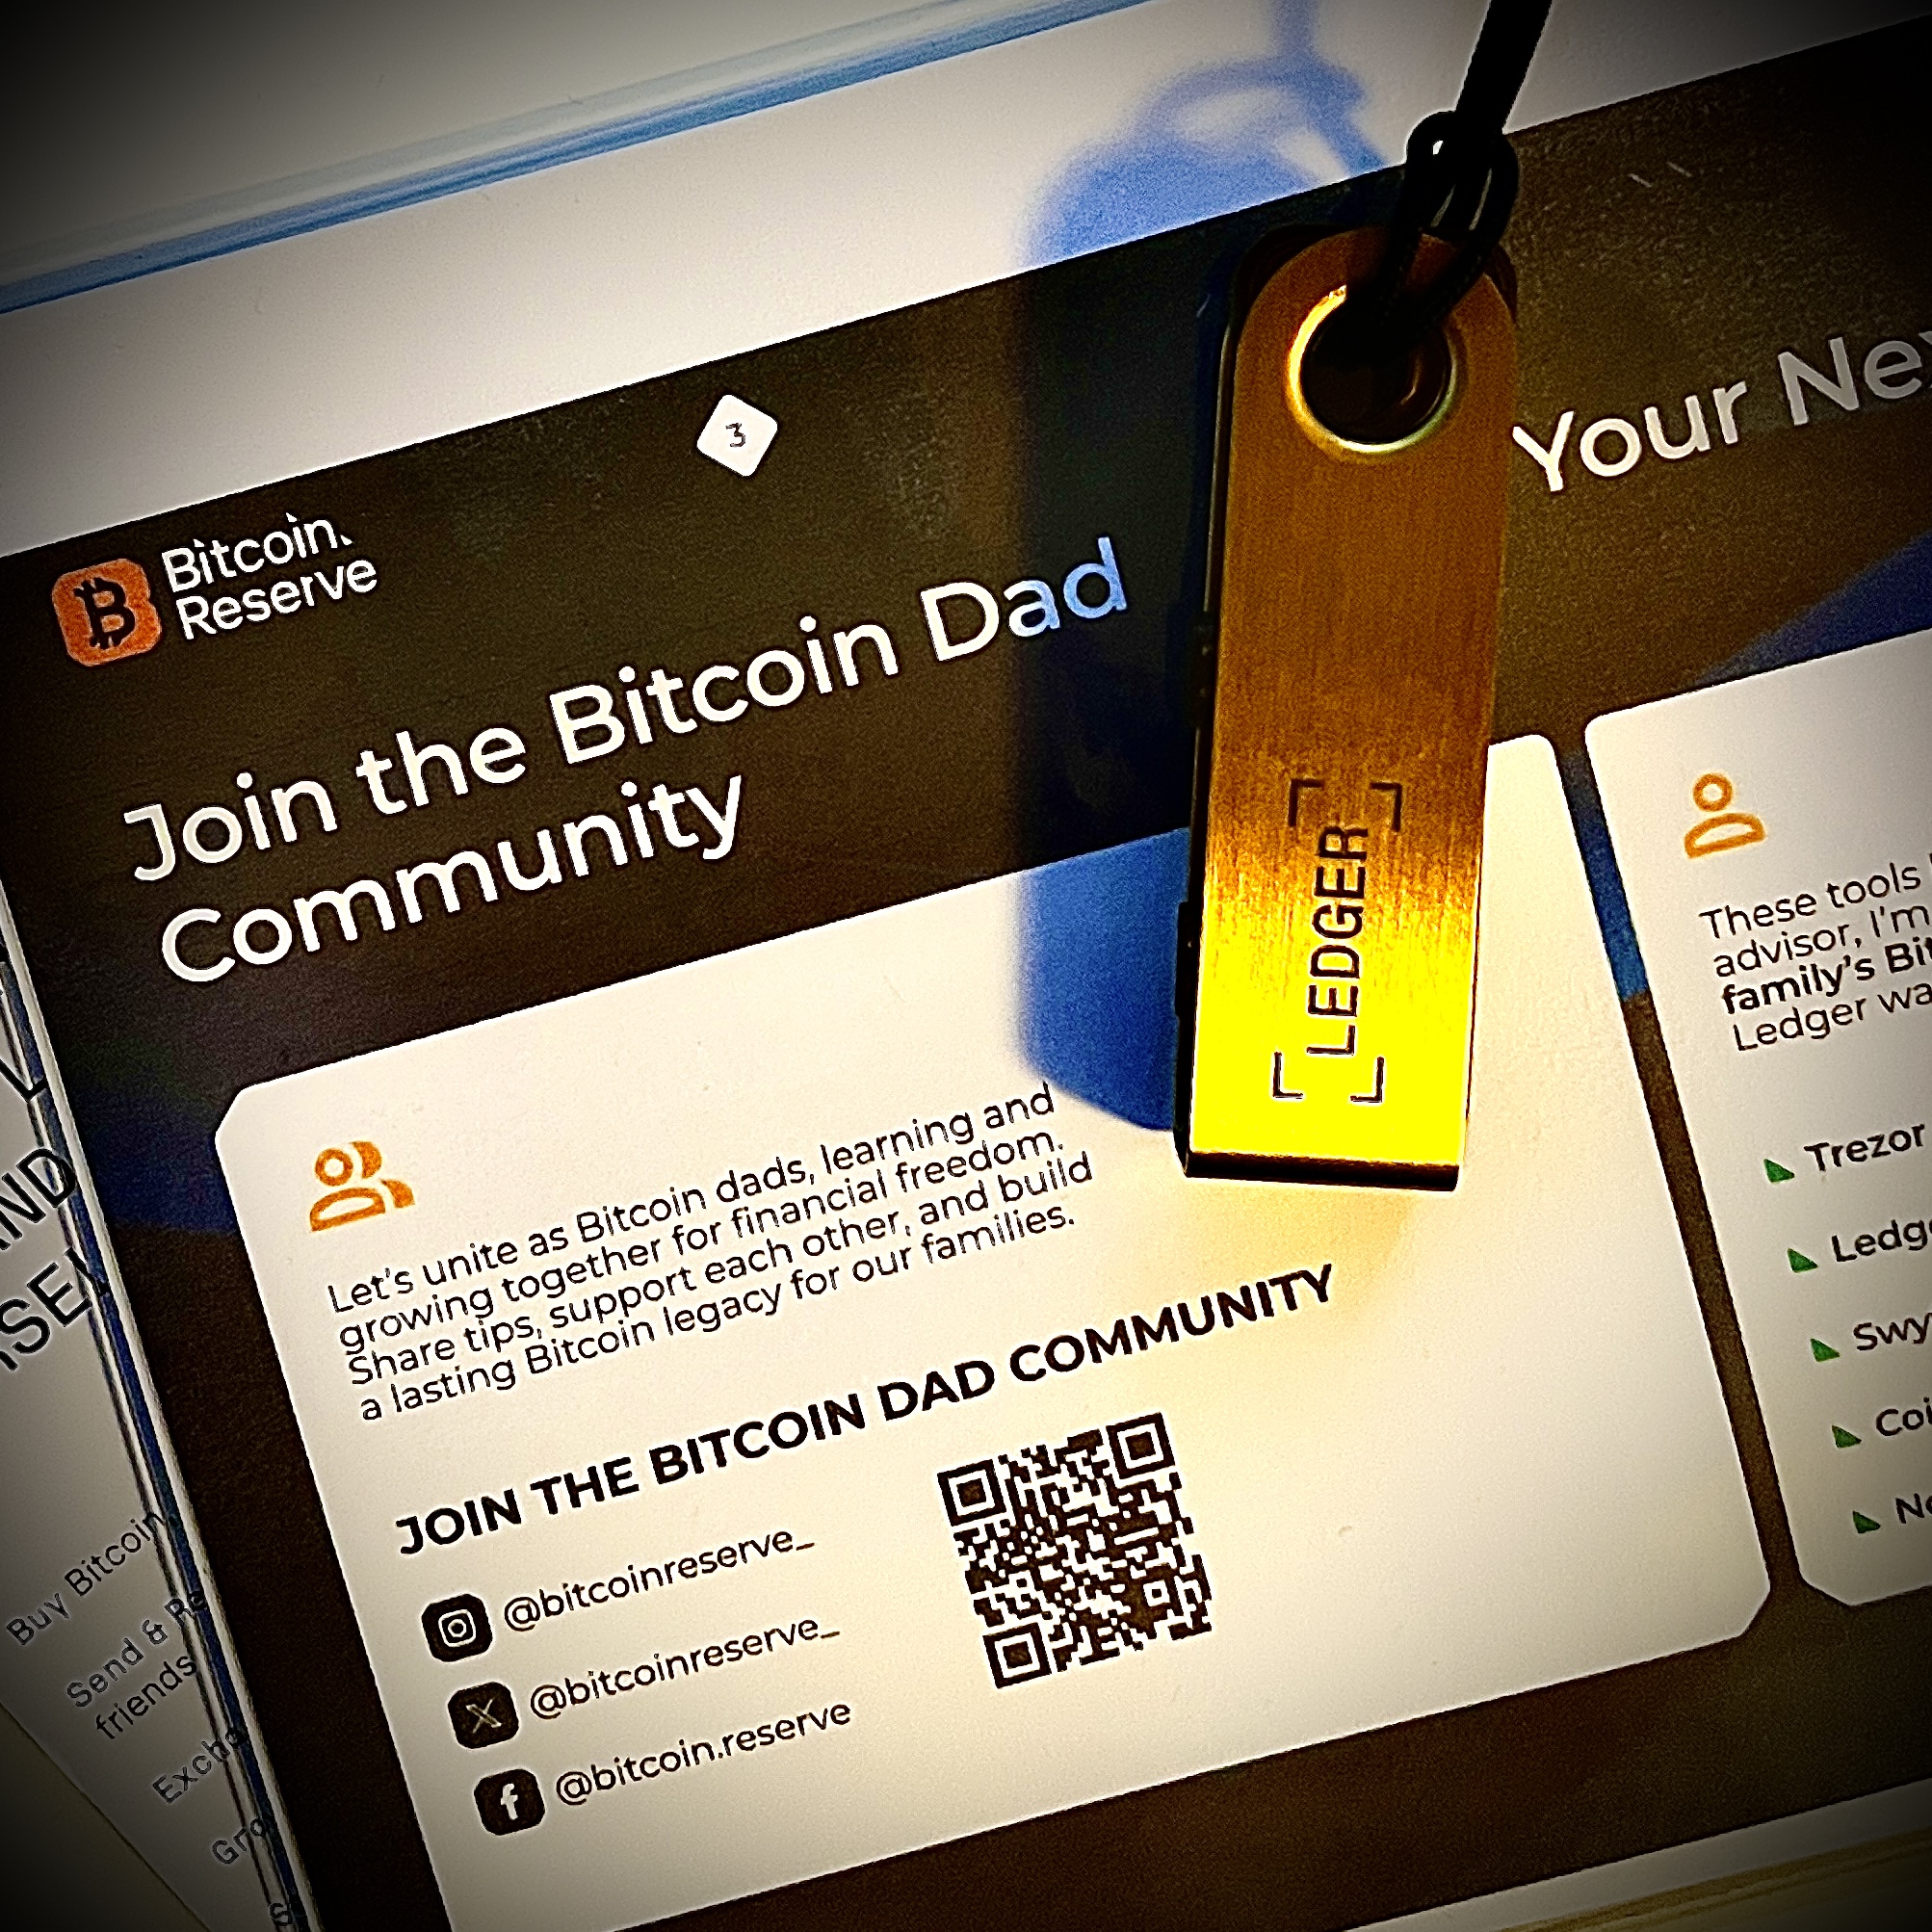 3
Bitcoin.
Reserve
Join the Bitcoin Dad
Community
Let's unite as Bitcoin dads, learning and
growing together for financial freedom.
Share tips, support each other, and build
a lasting Bitcoin legacy for our families.
JOIN THE BITCOIN DAD COMMUNITY
@bitcoinreserve_
@bitcoinreserve_
@bitcoin.reserve
LEDGER
Your
These tools
advisor, I'm
family's
Ledger
Trezor
Buy Bitcoin
Send &
friends